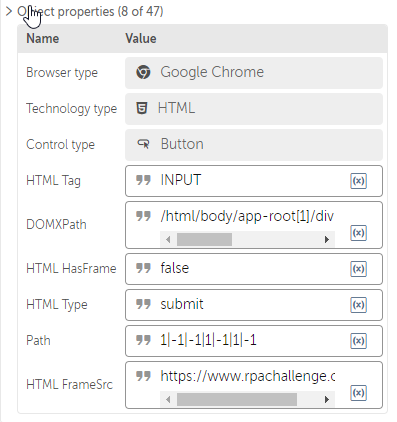 Object properties (8 of 47)
Name Value
Browser type Google Chrome
Technology type HTML
Control type Button
HTML Tag INPUT (x)
DOMXPath /html/body/app-root[1]/div (x)
HTML HasFrame false (x)
HTML Type submit (x)
Path 1|-1|-1|1|-1|1|-1 (x)
HTML FrameSrc https://www.rpachallenge.c (x)